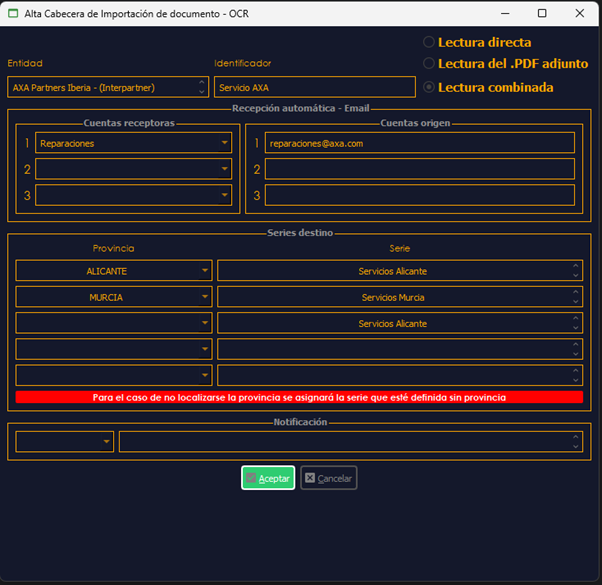 Alta Cabecera de Importación de documento - OCR
Lectura directa
Entidad
Identificador
Lectura del .PDF adjunto
AXA Partners Iberia - (Interpartner)
Servicio AXA
Lectura combinada
Recepción automática - Email
Cuentas receptoras
Cuentas origen
1 Reparaciones
1 reparaciones@axa.com
2
2
3
3
Series destino
Provincia
Serie
ALICANTE
Servicios Alicante
MURCIA
Servicios Murcia
Servicios Alicante
Para el caso de no localizarse la provincia se asignará la serie que esté definida sin provincia
Notificación
Aceptar
Cancelar